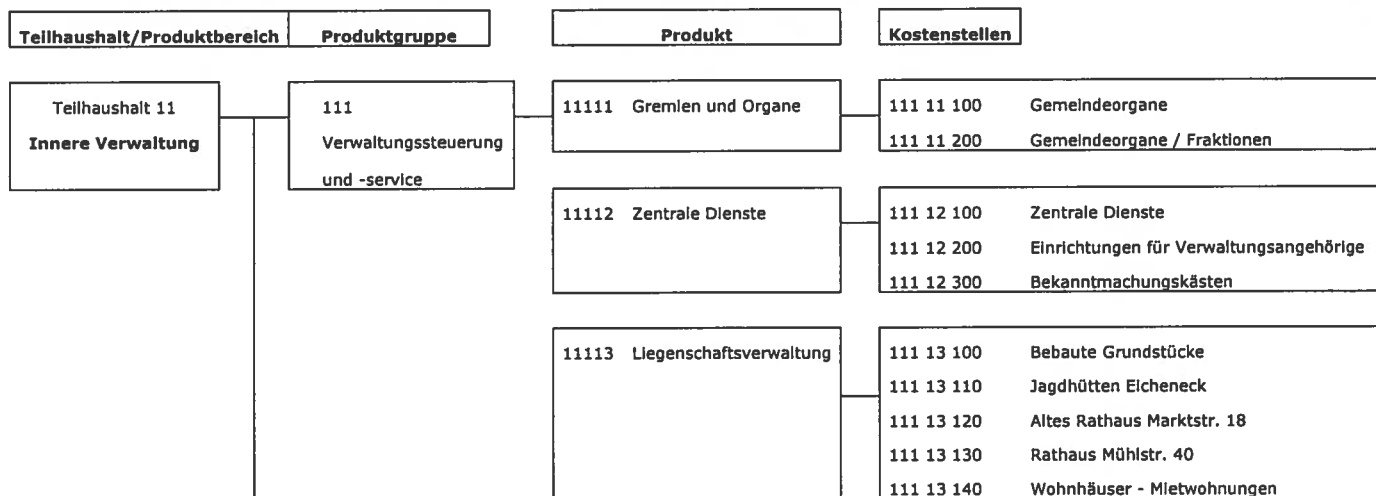 Teilhaushalt/Produktbereich Produktgruppe Produkt Kostenstellen
Teilhaushalt 11
Innere Verwaltung
111
Verwaltungssteuerung
und -service
11111 Gremien und Organe
111 11 100 Gemeindeorgane
111 11 200 Gemeindeorgane / Fraktionen
11112 Zentrale Dienste
111 12 100 Zentrale Dienste
111 12 200 Einrichtungen für Verwaltungsangehörige
111 12 300 Bekanntmachungskästen
11113 Liegenschaftsverwaltung
111 13 100 Bebaute Grundstücke
111 13 110 Jagdhütten Eicheneck
111 13 120 Altes Rathaus Marktstr. 18
111 13 130 Rathaus Mühlstr. 40
111 13 140 Wohnhäuser - Mietwohnungen